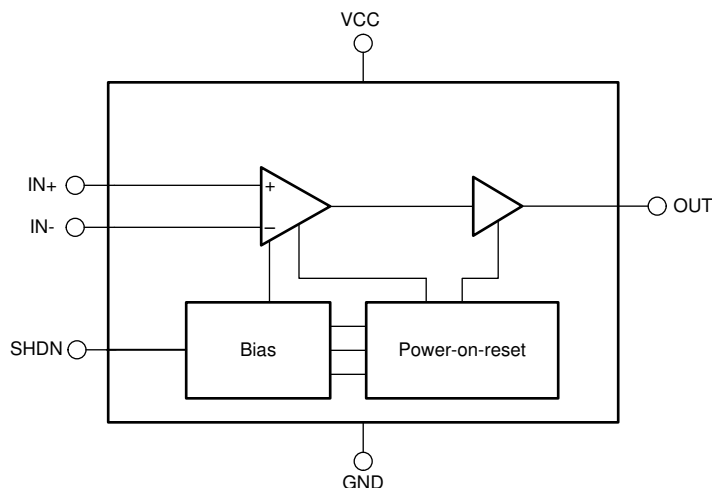 VCC
IN+
+
IN-
−
OUT
SHDN
Bias
Power-on-reset
GND